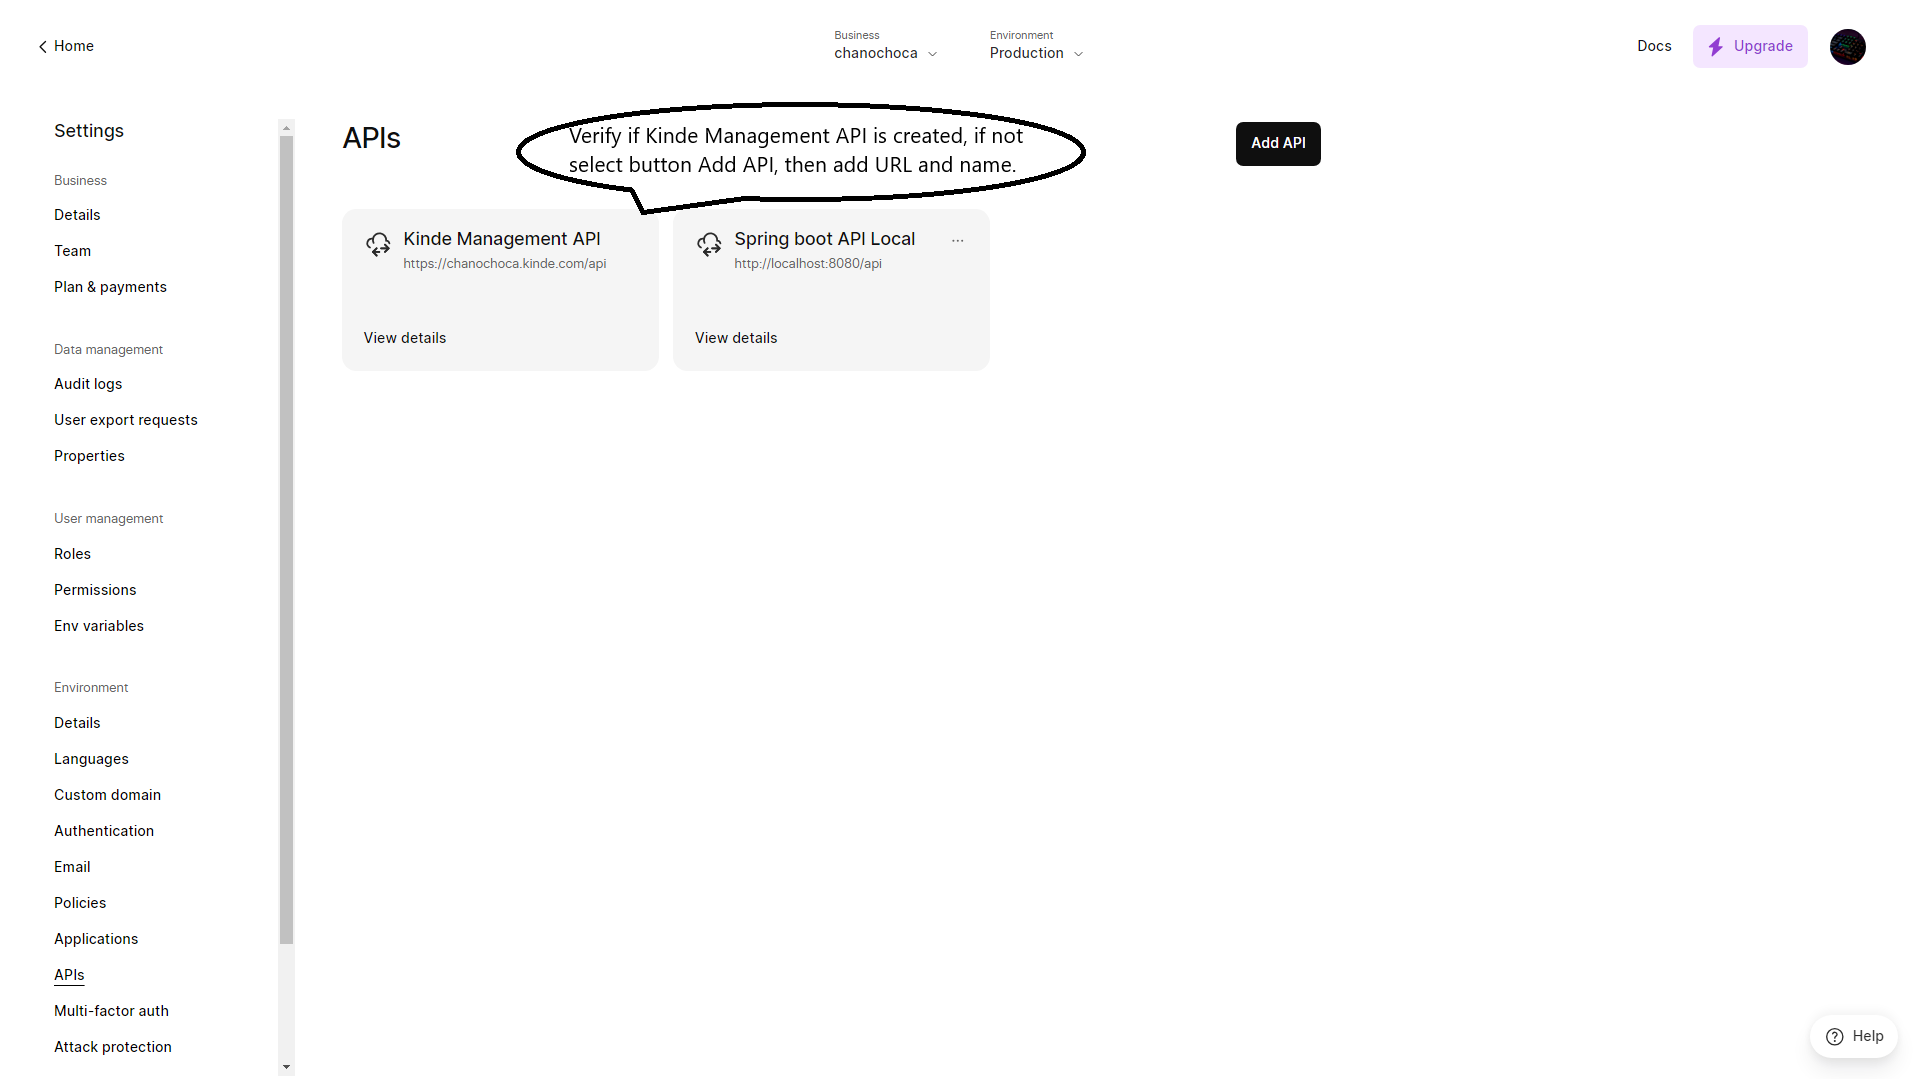 Home
Business
chanochoca
Environment
Production
Docs
Upgrade
Settings
Business
Details
Team
Plan & payments
Data management
Audit logs
User export requests
Properties
User management
Roles
Permissions
Env variables
Environment
Details
Languages
Custom domain
Authentication
Email
Policies
Applications
APIs
Multi-factor auth
Attack protection
APIs
Verify if Kinde Management API is created, if not
select button Add API, then add URL and name.
Add API
Kinde Management API
https://chanochoca.kinde.com/api
View details
Spring boot API Local
http://localhost:8080/api
View details
Help